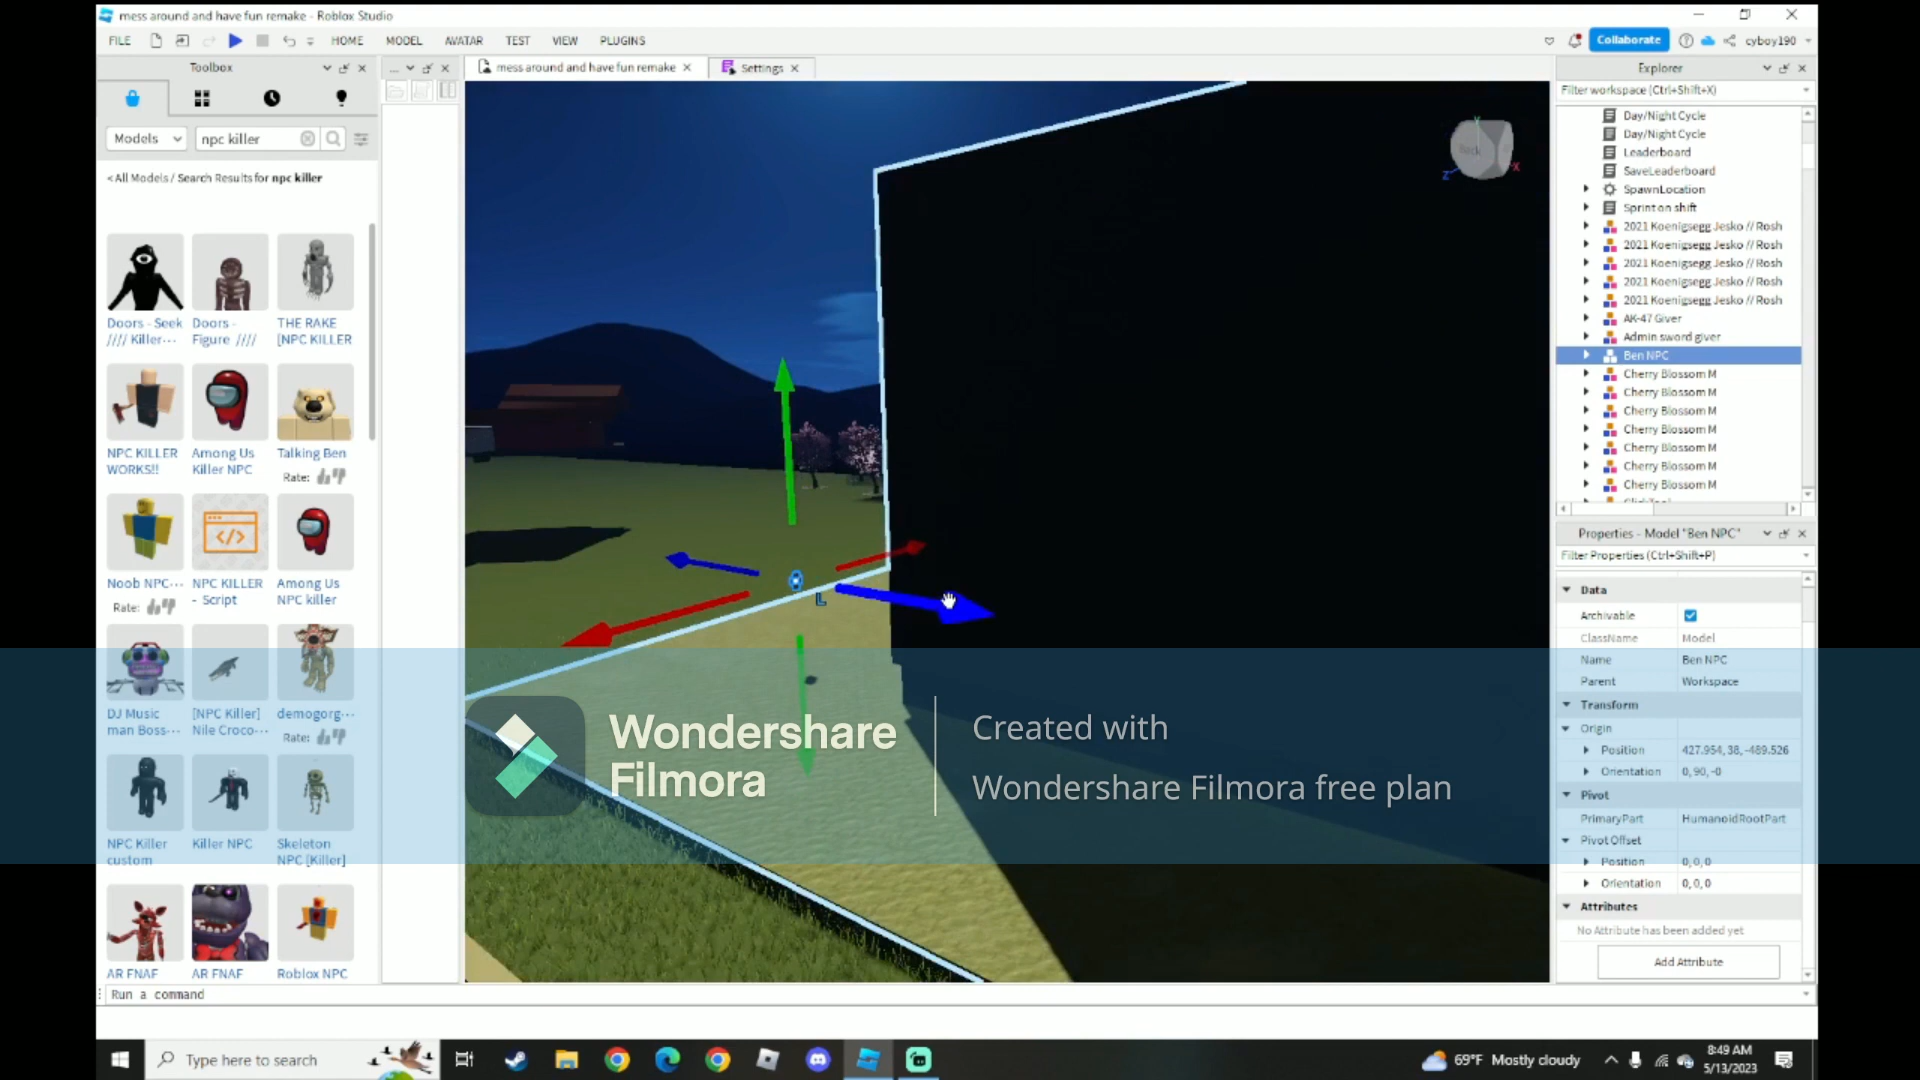 mess around and have fun remake - Roblox Studio
FILE HOME MODEL AVATAR TEST VIEW PLUGINS Collaborate cyboy190
Toolbox
mess around and have fun remake
Settings
Models npc killer
< All Models / Search Results for npc killer
Doors - Seek //// Killer...
Doors - Figure ////
THE RAKE [NPC KILLER
NPC KILLER WORKS!!
Among Us Killer NPC
Talking Ben
Rate:
Noob NPC...
Rate:
NPC KILLER - Script
Among Us NPC killer
DJ Music man Boss...
[NPC Killer] Nile Croco...
demogorg...
Rate:
NPC Killer custom
Killer NPC
Skeleton NPC [Killer]
AR FNAF
AR FNAF
Roblox NPC
Back
Y
X
Z
L
Explorer
Filter workspace (Ctrl+Shift+X)
Day/Night Cycle
Day/Night Cycle
Leaderboard
SaveLeaderboard
SpawnLocation
Sprint on shift
2021 Koenigsegg Jesko // Rosh
2021 Koenigsegg Jesko // Rosh
2021 Koenigsegg Jesko // Rosh
2021 Koenigsegg Jesko // Rosh
2021 Koenigsegg Jesko // Rosh
AK-47 Giver
Admin sword giver
Ben NPC
Cherry Blossom M
Cherry Blossom M
Cherry Blossom M
Cherry Blossom M
Cherry Blossom M
Cherry Blossom M
Cherry Blossom M
Properties - Model "Ben NPC"
Filter Properties (Ctrl+Shift+P)
Data
Archivable
ClassName Model
Name Ben NPC
Parent Workspace
Transform
Origin
Position 427.954, 38, -489.526
Orientation 0, 90, -0
Pivot
PrimaryPart HumanoidRootPart
Pivot Offset
Position 0, 0, 0
Orientation 0, 0, 0
Attributes
No Attribute has been added yet
Add Attribute
Wondershare
Filmora
Created with
Wondershare Filmora free plan
Run a command
Type here to search
69°F Mostly cloudy
8:49 AM
5/13/2023